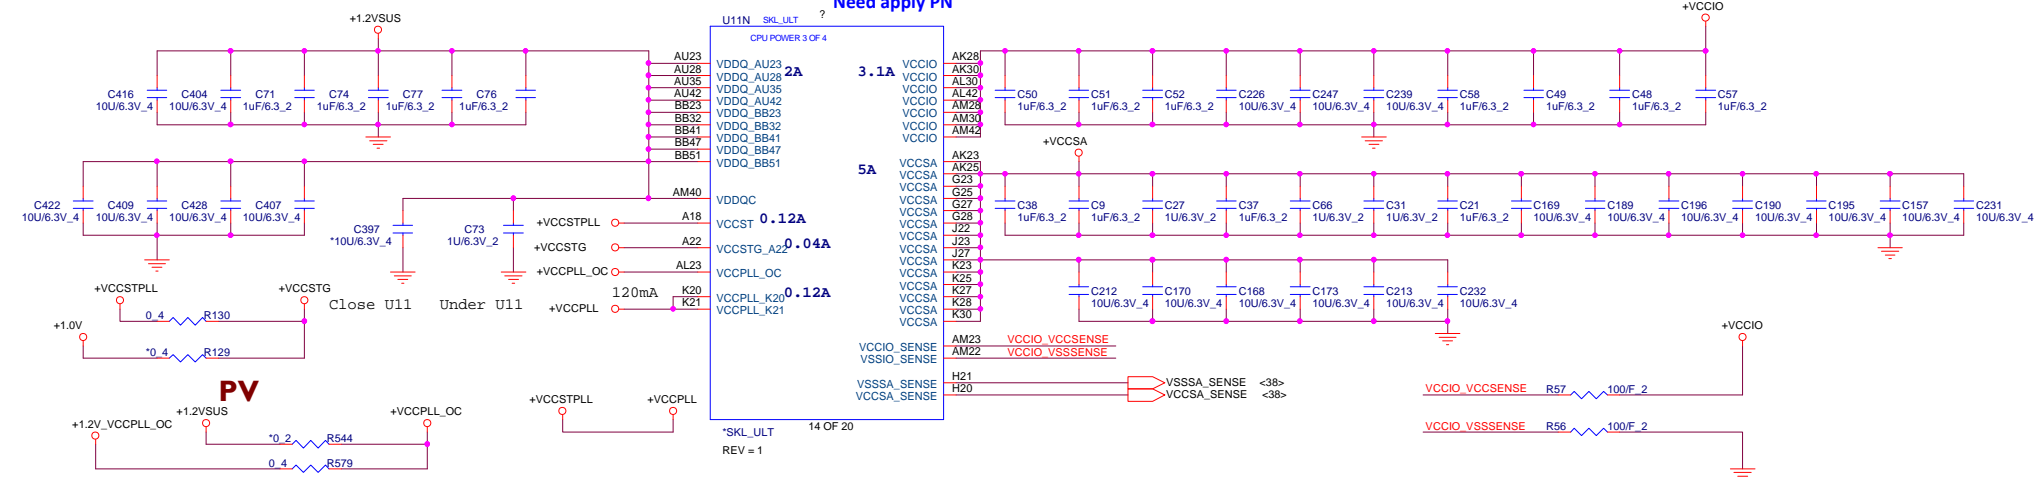 Need apply PN
+1.2VSUS
U11N SKL_ULT ?
CPU POWER 3 OF 4
+VCCIO
AU23
AU28
AU35
AU42
BB23
BB32
BB41
BB47
BB51
VDDQ_AU23
VDDQ_AU28
VDDQ_AU35
VDDQ_AU42
VDDQ_BB23
VDDQ_BB32
VDDQ_BB41
VDDQ_BB47
VDDQ_BB51
2A
3.1A
VCCIO
VCCIO
VCCIO
VCCIO
VCCIO
VCCIO
VCCIO
AK28
AK30
AL30
AL42
AM28
AM30
AM42
C416
10U/6.3V_4
C404
10U/6.3V_4
C71
1uF/6.3_2
C74
1uF/6.3_2
C77
1uF/6.3_2
C76
1uF/6.3_2
C50
1uF/6.3_2
C51
1uF/6.3_2
C52
1uF/6.3_2
C226
10U/6.3V_4
C247
10U/6.3V_4
C239
10U/6.3V_4
C58
1uF/6.3_2
C49
1uF/6.3_2
C48
1uF/6.3_2
C57
1uF/6.3_2
+VCCSA
5A
VCCSA
VCCSA
VCCSA
VCCSA
VCCSA
VCCSA
VCCSA
VCCSA
VCCSA
VCCSA
VCCSA
VCCSA
VCCSA
VCCSA
AK23
AK25
G23
G25
G27
G28
J22
J23
J27
K23
K25
K27
K28
K30
C422
10U/6.3V_4
C409
10U/6.3V_4
C428
10U/6.3V_4
C407
10U/6.3V_4
C397
*10U/6.3V_4
C73
1U/6.3V_2
C38
1uF/6.3_2
C9
1uF/6.3_2
C27
1U/6.3V_2
C37
1uF/6.3_2
C66
1U/6.3V_2
C31
1U/6.3V_2
C21
1uF/6.3_2
C169
10U/6.3V_4
C189
10U/6.3V_4
C196
10U/6.3V_4
C190
10U/6.3V_4
C195
10U/6.3V_4
C157
10U/6.3V_4
C231
10U/6.3V_4
AM40
VDDQC
+VCCSTPLL
A18
VCCST
0.12A
+VCCSTG
A22
VCCSTG_A22
0.04A
+VCCPLL_OC
AL23
VCCPLL_OC
120mA
K20
VCCPLL_K20
0.12A
+VCCPLL
K21
VCCPLL_K21
C212
10U/6.3V_4
C170
10U/6.3V_4
C168
10U/6.3V_4
C173
10U/6.3V_4
C213
10U/6.3V_4
C232
10U/6.3V_4
Close U11
Under U11
+VCCSTPLL
+VCCSTG
0_4 R130
+1.0V
*0_4 R129
VCCIO_SENSE
AM23
VCCIO_VCCSENSE
VSSIO_SENSE
AM22
VCCIO_VSSSENSE
+VCCIO
PV
VSSSA_SENSE
H21
VSSSA_SENSE <38>
VCCSA_SENSE
H20
VCCSA_SENSE <38>
VCCIO_VCCSENSE R57 100/F_2
+1.2V_VCCPLL_OC
+1.2VSUS
+VCCPLL_OC
+VCCSTPLL
+VCCPLL
*0_2 R544
0_4 R579
*SKL_ULT
14 OF 20
REV = 1
VCCIO_VSSSENSE R56 100/F_2